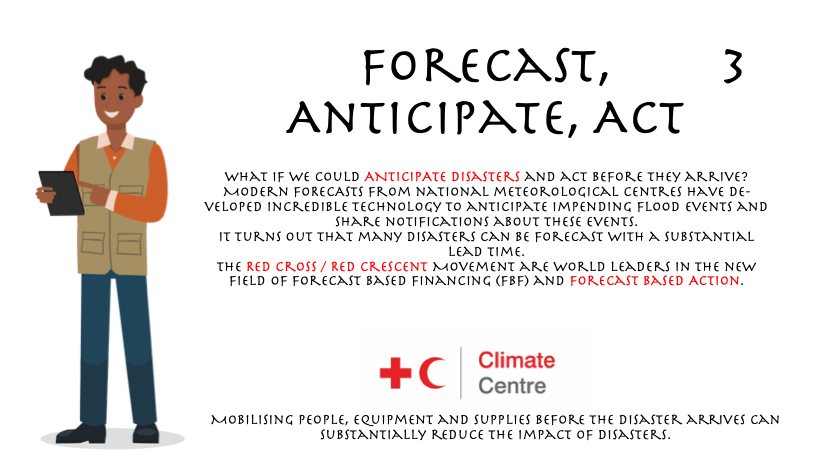 FORECAST, 3
ANTICIPATE, ACT
WHAT IF WE COULD ANTICIPATE DISASTERS AND ACT BEFORE THEY ARRIVE?
MODERN FORECASTS FROM NATIONAL METEOROLOGICAL CENTRES HAVE DE-
VELOPED INCREDIBLE TECHNOLOGY TO ANTICIPATE IMPENDING FLOOD EVENTS AND
SHARE NOTIFICATIONS ABOUT THESE EVENTS.
IT TURNS OUT THAT MANY DISASTERS CAN BE FORECAST WITH A SUBSTANTIAL
LEAD TIME.
THE RED CROSS / RED CRESCENT MOVEMENT ARE WORLD LEADERS IN THE NEW
FIELD OF FORECAST BASED FINANCING (FBF) AND FORECAST BASED ACTION.
Climate
Centre
MOBILISING PEOPLE, EQUIPMENT AND SUPPLIES BEFORE THE DISASTER ARRIVES CAN
SUBSTANTIALLY REDUCE THE IMPACT OF DISASTERS.